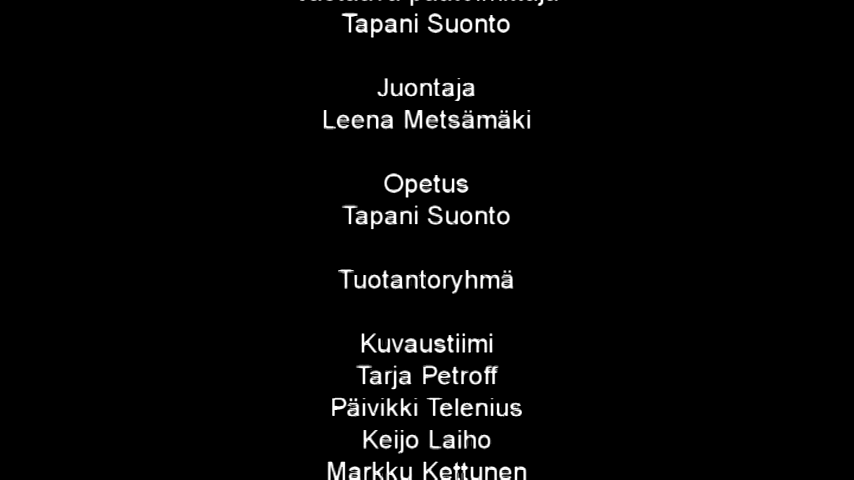 Tapani Suonto
Juontaja
Leena Metsämäki
Opetus
Tapani Suonto
Tuotantoryhmä
Kuvaustiimi
Tarja Petroff
Päivikki Telenius
Keijo Laiho
Markku Kettunen